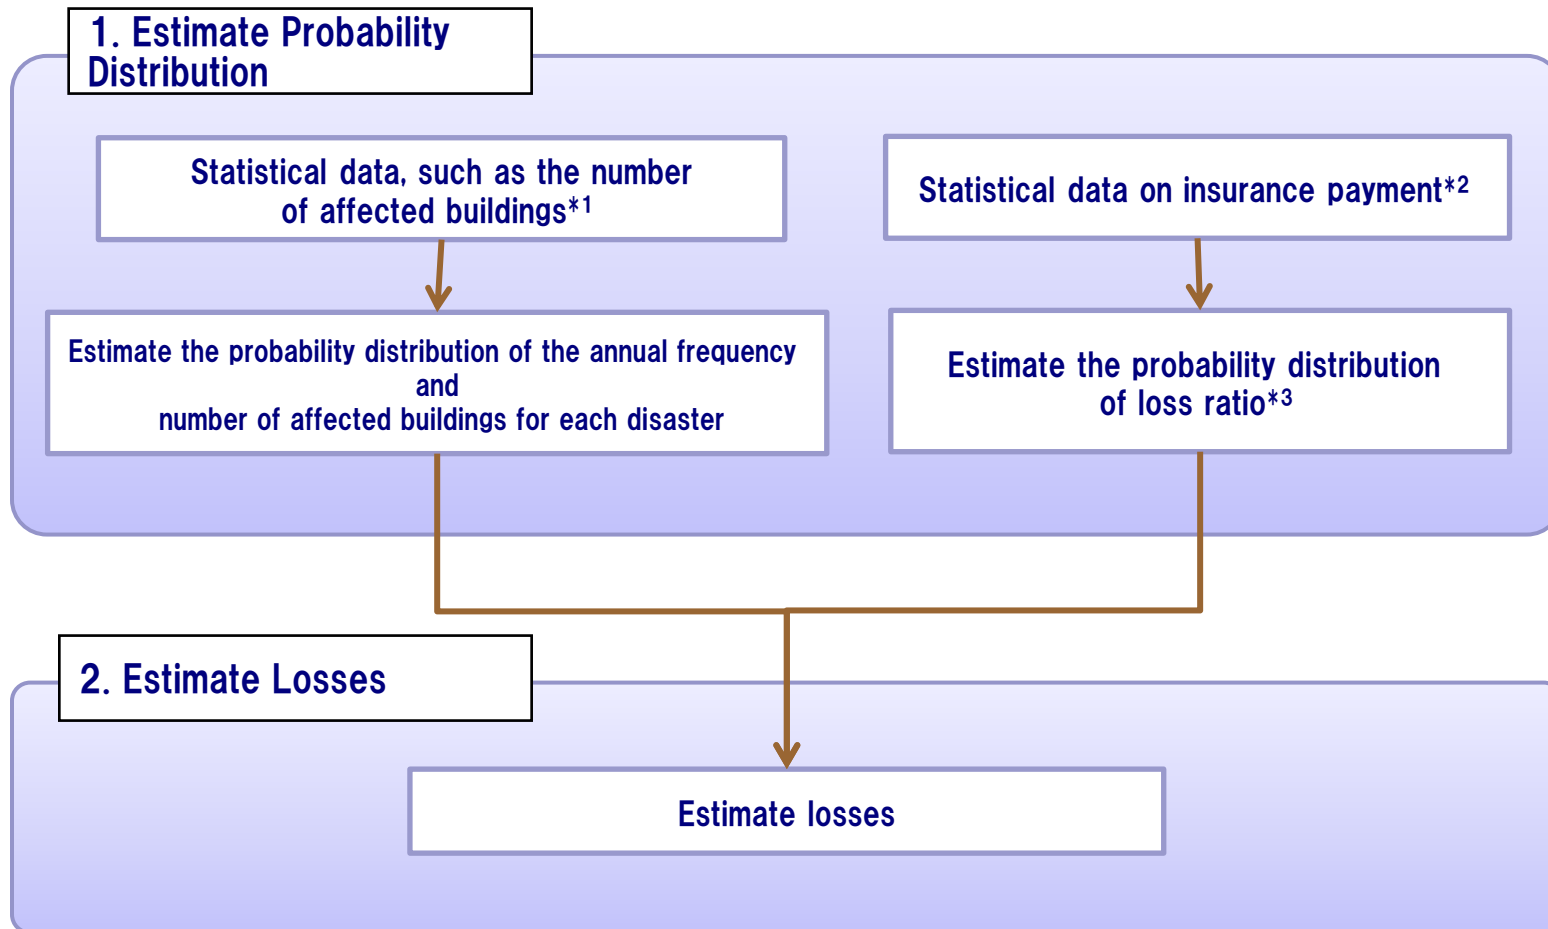 1. Estimate Probability
Distribution
Statistical data, such as the number
of affected buildings*1
Statistical data on insurance payment*2
Estimate the probability distribution of the annual frequency
and
number of affected buildings for each disaster
Estimate the probability distribution
of loss ratio*3
2. Estimate Losses
Estimate losses